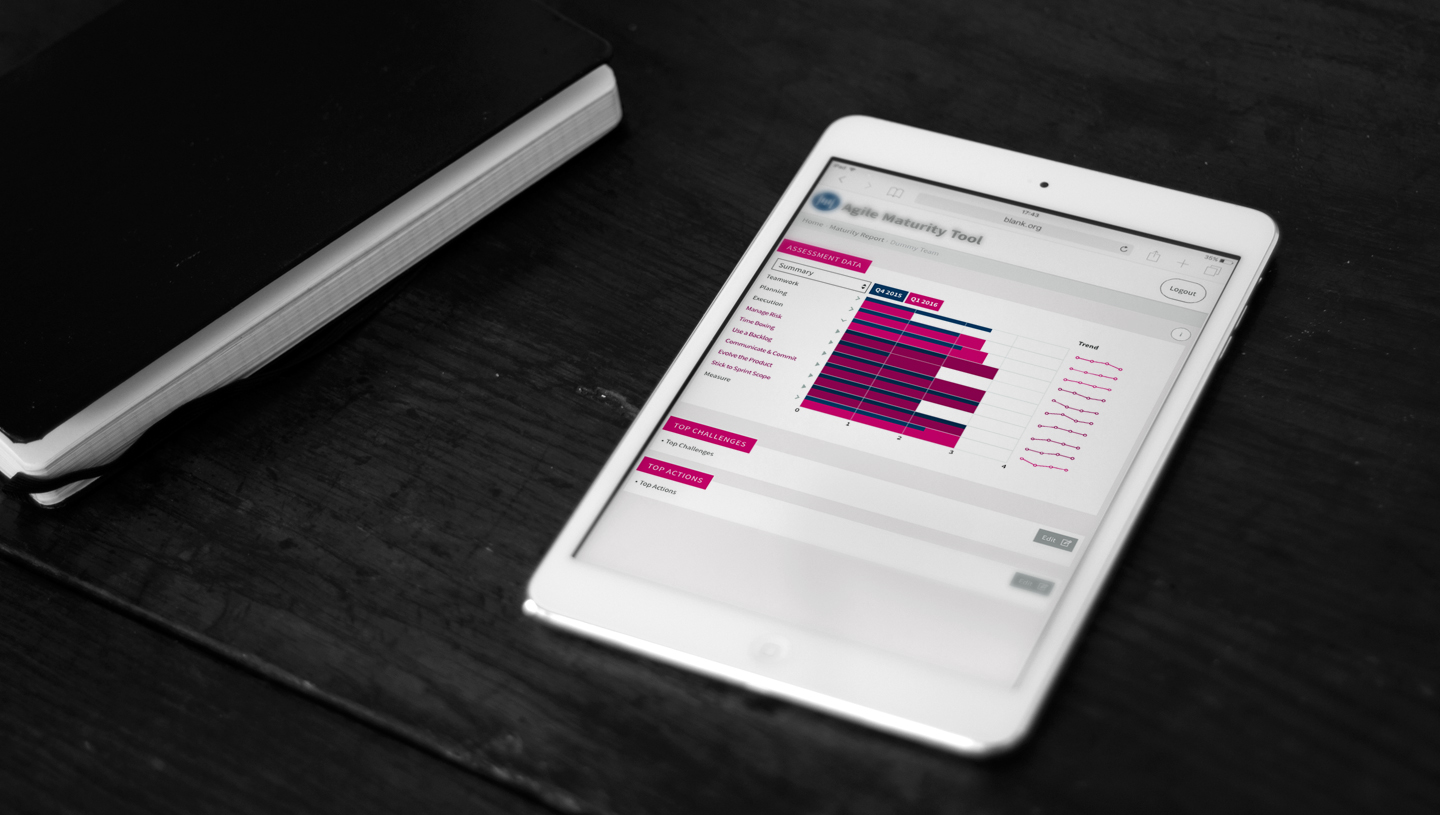 iPad
17:43
35%
blank.org
Agile Maturity Tool
Logout
Home Maturity Report Dummy Team
ASSESSMENT DATA
Summary
Q4 2015 Q1 2016
Trend
Teamwork
Planning
Execution
Manage Risk
Time Boxing
Use a Backlog
Communicate & Commit
Evolve the Product
Stick to Sprint Scope
Measure
0 1 2 3 4
TOP CHALLENGES
• Top Challenges
Edit
TOP ACTIONS
• Top Actions
Edit